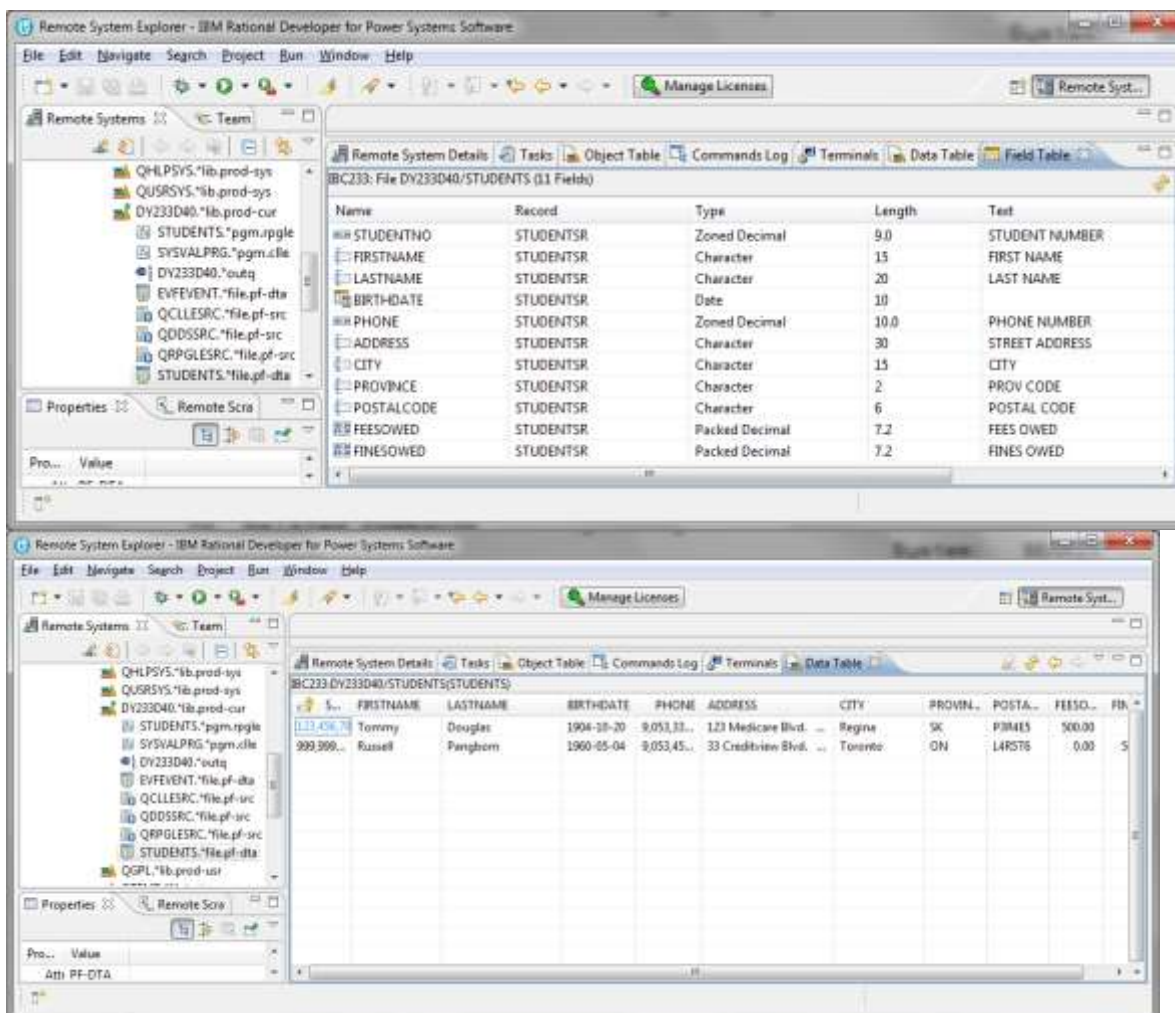 Remote System Explorer - IBM Rational Developer for Power Systems Software
File Edit Navigate Search Project Run Window Help
Manage Licenses
Remote Syst...
Remote Systems Team
Remote System Details Tasks Object Table Commands Log Terminals Data Table Field Table
QHLPSYS.*lib.prod-sys
QUSRSYS.*lib.prod-sys
DY233D40.*lib.prod-cur
STUDENTS.*pgm.rpgle
SYSVALPRG.*pgm.clle
DY233D40.*outq
EVFEVENT.*file.pf-dta
QCLLESRC.*file.pf-src
QDDSSRC.*file.pf-src
QRPGLESRC.*file.pf-src
STUDENTS.*file.pf-dta
IBC233: File DY233D40/STUDENTS (11 Fields)
Name Record Type Length Text
STUDENTNO STUDENTSR Zoned Decimal 9.0 STUDENT NUMBER
FIRSTNAME STUDENTSR Character 15 FIRST NAME
LASTNAME STUDENTSR Character 20 LAST NAME
BIRTHDATE STUDENTSR Date 10
PHONE STUDENTSR Zoned Decimal 10.0 PHONE NUMBER
ADDRESS STUDENTSR Character 30 STREET ADDRESS
CITY STUDENTSR Character 15 CITY
PROVINCE STUDENTSR Character 2 PROV CODE
POSTALCODE STUDENTSR Character 6 POSTAL CODE
FEESOWED STUDENTSR Packed Decimal 7.2 FEES OWED
FINESOWED STUDENTSR Packed Decimal 7.2 FINES OWED
Properties Remote Scra
Pro... Value
Remote System Explorer - IBM Rational Developer for Power Systems Software
File Edit Navigate Search Project Run Window Help
Manage Licenses
Remote Syst...
Remote Systems Team
Remote System Details Tasks Object Table Commands Log Terminals Data Table
QHLPSYS.*lib.prod-sys
QUSRSYS.*lib.prod-sys
DY233D40.*lib.prod-cur
STUDENTS.*pgm.rpgle
SYSVALPRG.*pgm.clle
DY233D40.*outq
EVFEVENT.*file.pf-dta
QCLLESRC.*file.pf-src
QDDSSRC.*file.pf-src
QRPGLESRC.*file.pf-src
STUDENTS.*file.pf-dta
QGPL.*lib.prod-usr
IBC233:DY233D40/STUDENTS(STUDENTS)
S... FIRSTNAME LASTNAME BIRTHDATE PHONE ADDRESS CITY PROVIN... POSTA... FEESO... FIN
123,456,78 Tommy Douglas 1904-10-20 9,053,33... 123 Medicare Blvd. ... Regina SK P3R4E5 500.00
999,999... Russell Pangborn 1960-05-04 9,053,45... 33 Creditview Blvd. ... Toronto ON L4R5T6 0.00 5
Properties Remote Scra
Pro... Value
Attr PF-DTA